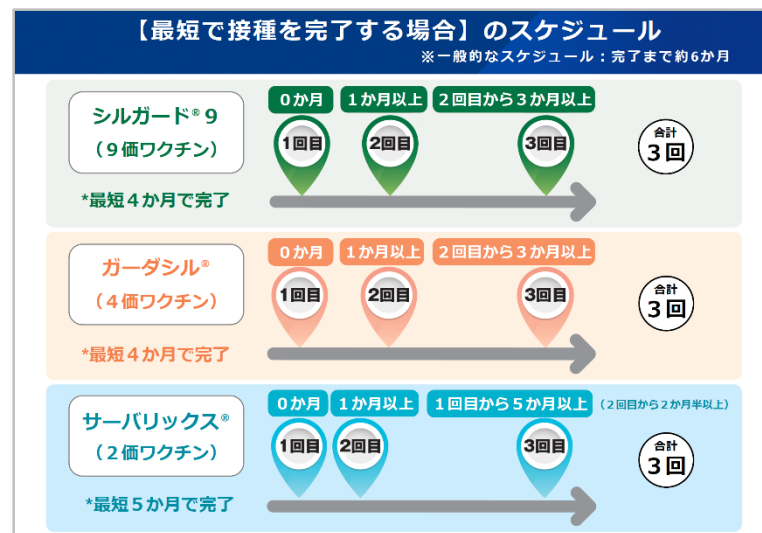 【最短で接種を完了する場合】のスケジュール
※一般的なスケジュール：完了まで約6か月
シルガード®9
（9価ワクチン）
*最短4か月で完了
0か月 1か月以上 2回目から3か月以上
1回目 2回目 3回目
合計
3回
ガーダシル®
（4価ワクチン）
*最短4か月で完了
0か月 1か月以上 2回目から3か月以上
1回目 2回目 3回目
合計
3回
サーバリックス®
（2価ワクチン）
*最短5か月で完了
0か月 1か月以上 1回目から5か月以上 （2回目から2か月半以上）
1回目 2回目 3回目
合計
3回